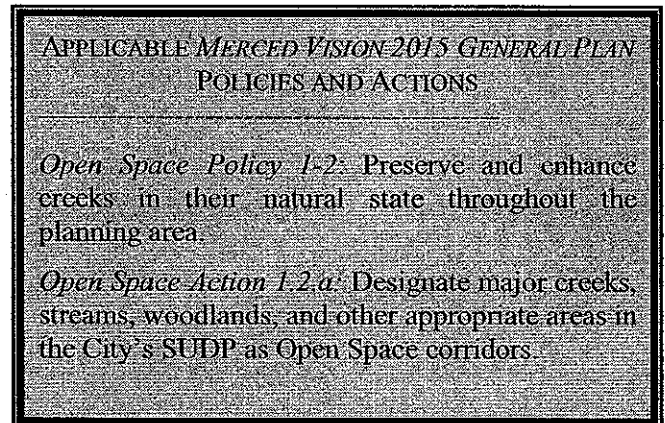 APPLICABLE MERCED VISION 2015 GENERAL PLAN
POLICIES AND ACTIONS
Open Space Policy 1-2: Preserve and enhance
creeks in their natural state throughout the
planning area.
Open Space Action 1.2.a: Designate major creeks,
streams, woodlands, and other appropriate areas in
the City's SUDP as Open Space corridors.